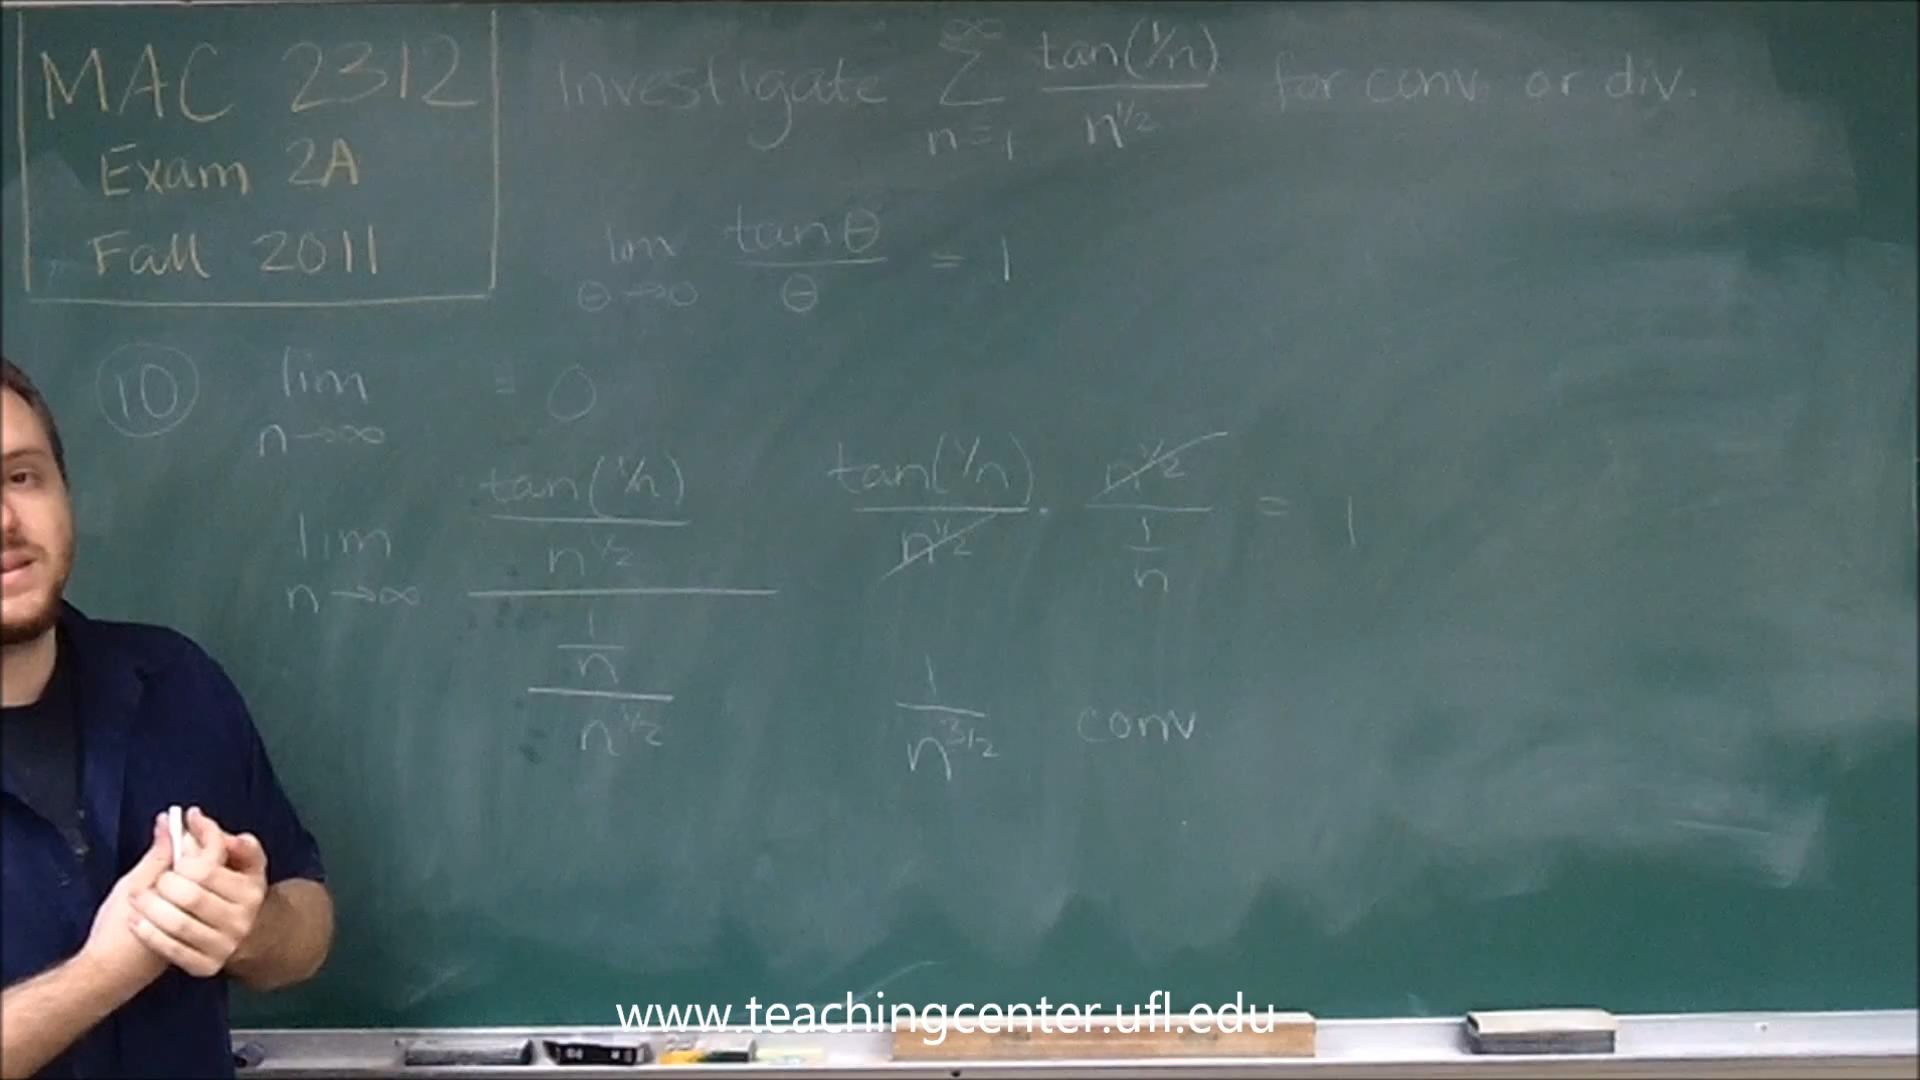 MAC 2312
Exam 2A
Fall 2011
Investigate ∑ n=1 ∞ tan(1/n) / n^1/2 for conv. or div.
lim θ→0 tanθ / θ = 1
10 lim n→∞ = 0
lim n→∞ tan(1/n) / n^1/2 / 1/n / n^1/2 tan(1/n) / n^1/2 · n^1/2 / 1/n = 1
1 / n^3/2 conv.
www.teachingcenter.ufl.edu